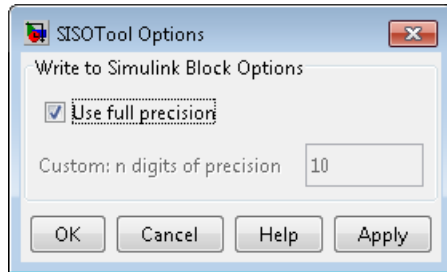 SISOTool Options
Write to Simulink Block Options
Use full precision
Custom: n digits of precision 10
OK Cancel Help Apply